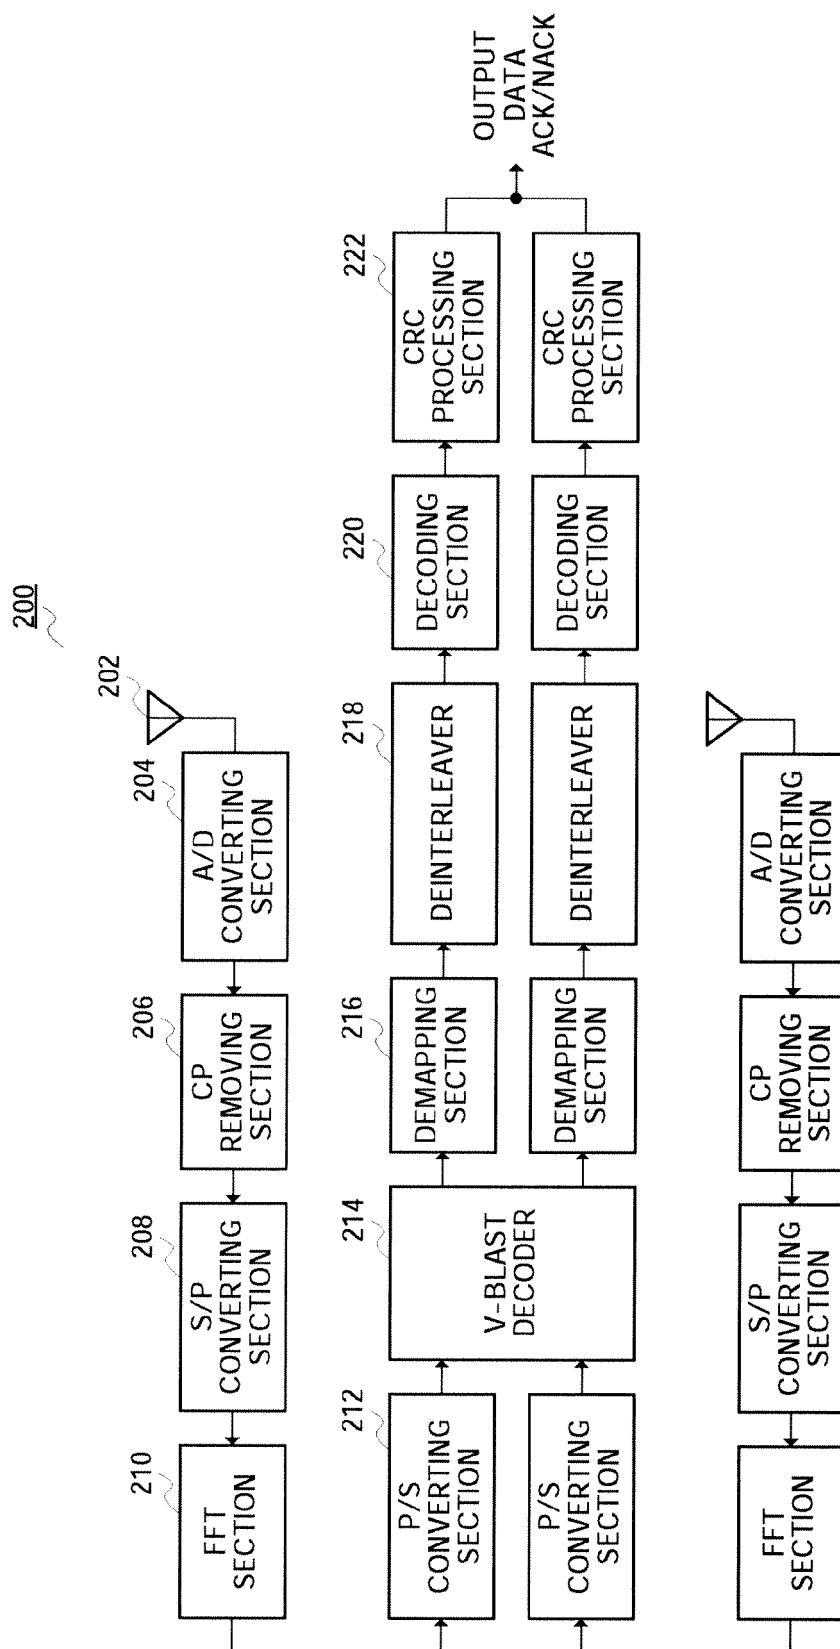 200
202
204
A/D
CONVERTING
SECTION
206
CP
REMOVING
SECTION
208
S/P
CONVERTING
SECTION
210
FFT
SECTION
212
P/S
CONVERTING
SECTION
214
V-BLAST
DECODER
216
DEMAPPING
SECTION
218
DEINTERLEAVER
220
DECODING
SECTION
222
CRC
PROCESSING
SECTION
OUTPUT
DATA
ACK/NACK
P/S
CONVERTING
SECTION
DEMAPPING
SECTION
DEINTERLEAVER
DECODING
SECTION
CRC
PROCESSING
SECTION
A/D
CONVERTING
SECTION
CP
REMOVING
SECTION
S/P
CONVERTING
SECTION
FFT
SECTION